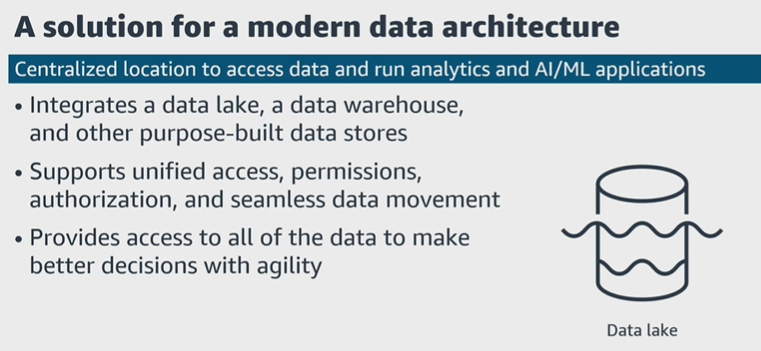 A solution for a modern data architecture
Centralized location to access data and run analytics and AI/ML applications
• Integrates a data lake, a data warehouse,
and other purpose-built data stores
• Supports unified access, permissions,
authorization, and seamless data movement
• Provides access to all of the data to make
better decisions with agility
Data lake